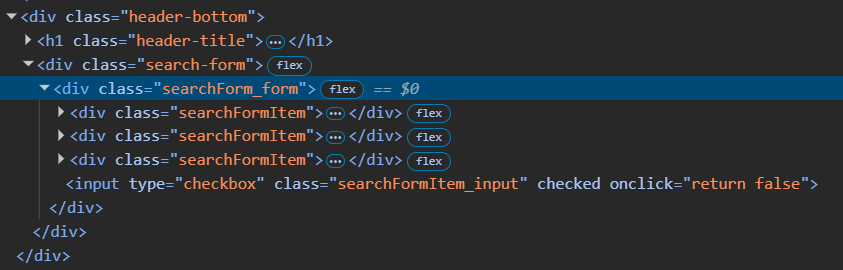 <div class="header-bottom">
<h1 class="header-title">…</h1>
<div class="search-form"> flex
<div class="searchForm_form"> flex == $0
<div class="searchFormItem">…</div> flex
<div class="searchFormItem">…</div> flex
<div class="searchFormItem">…</div> flex
<input type="checkbox" class="searchFormItem_input" checked onclick="return false">
</div>
</div>
</div>